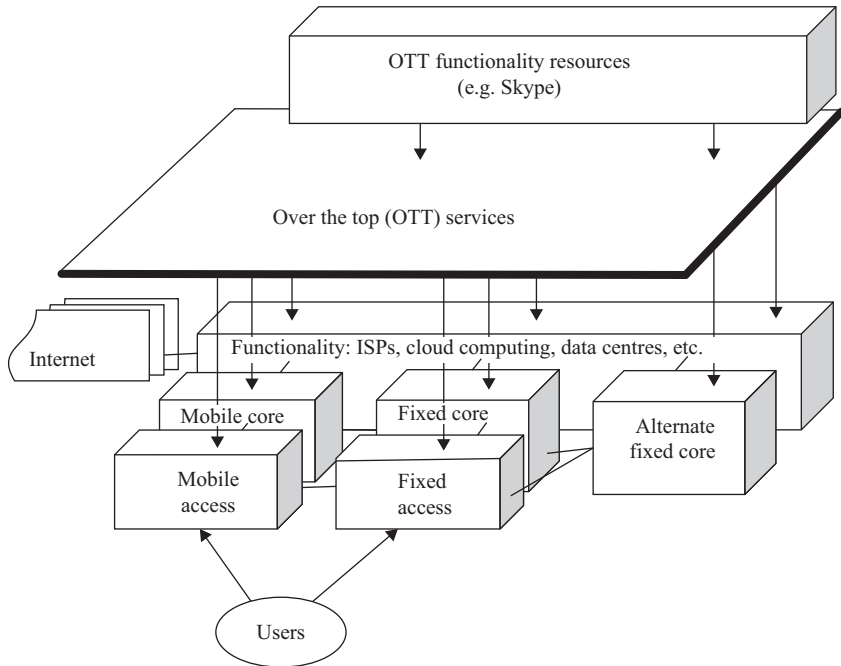 OTT functionality resources
(e.g. Skype)
Over the top (OTT) services
Internet
Functionality: ISPs, cloud computing, data centres, etc.
Mobile core
Fixed core
Alternate
fixed core
Mobile
access
Fixed
access
Users